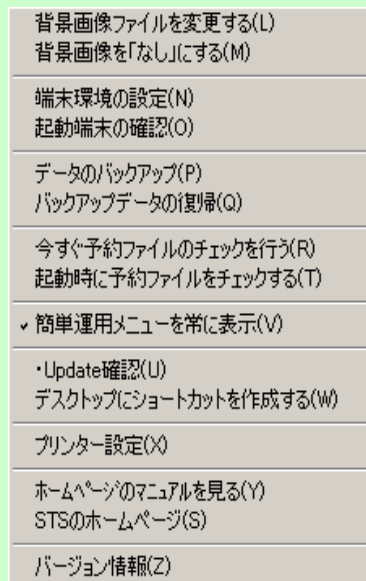 背景画像ファイルを変更する(L)
背景画像を「なし」にする(M)
端末環境の設定(N)
起動端末の確認(O)
データのバックアップ(P)
バックアップデータの復帰(Q)
今すぐ予約ファイルのチェックを行う(R)
起動時に予約ファイルをチェックする(T)
✓簡単運用メニューを常に表示(V)
・Update確認(U)
デスクトップにショートカットを作成する(W)
プリンター設定(X)
ホームページのマニュアルを見る(Y)
STSのホームページ(S)
バージョン情報(Z)